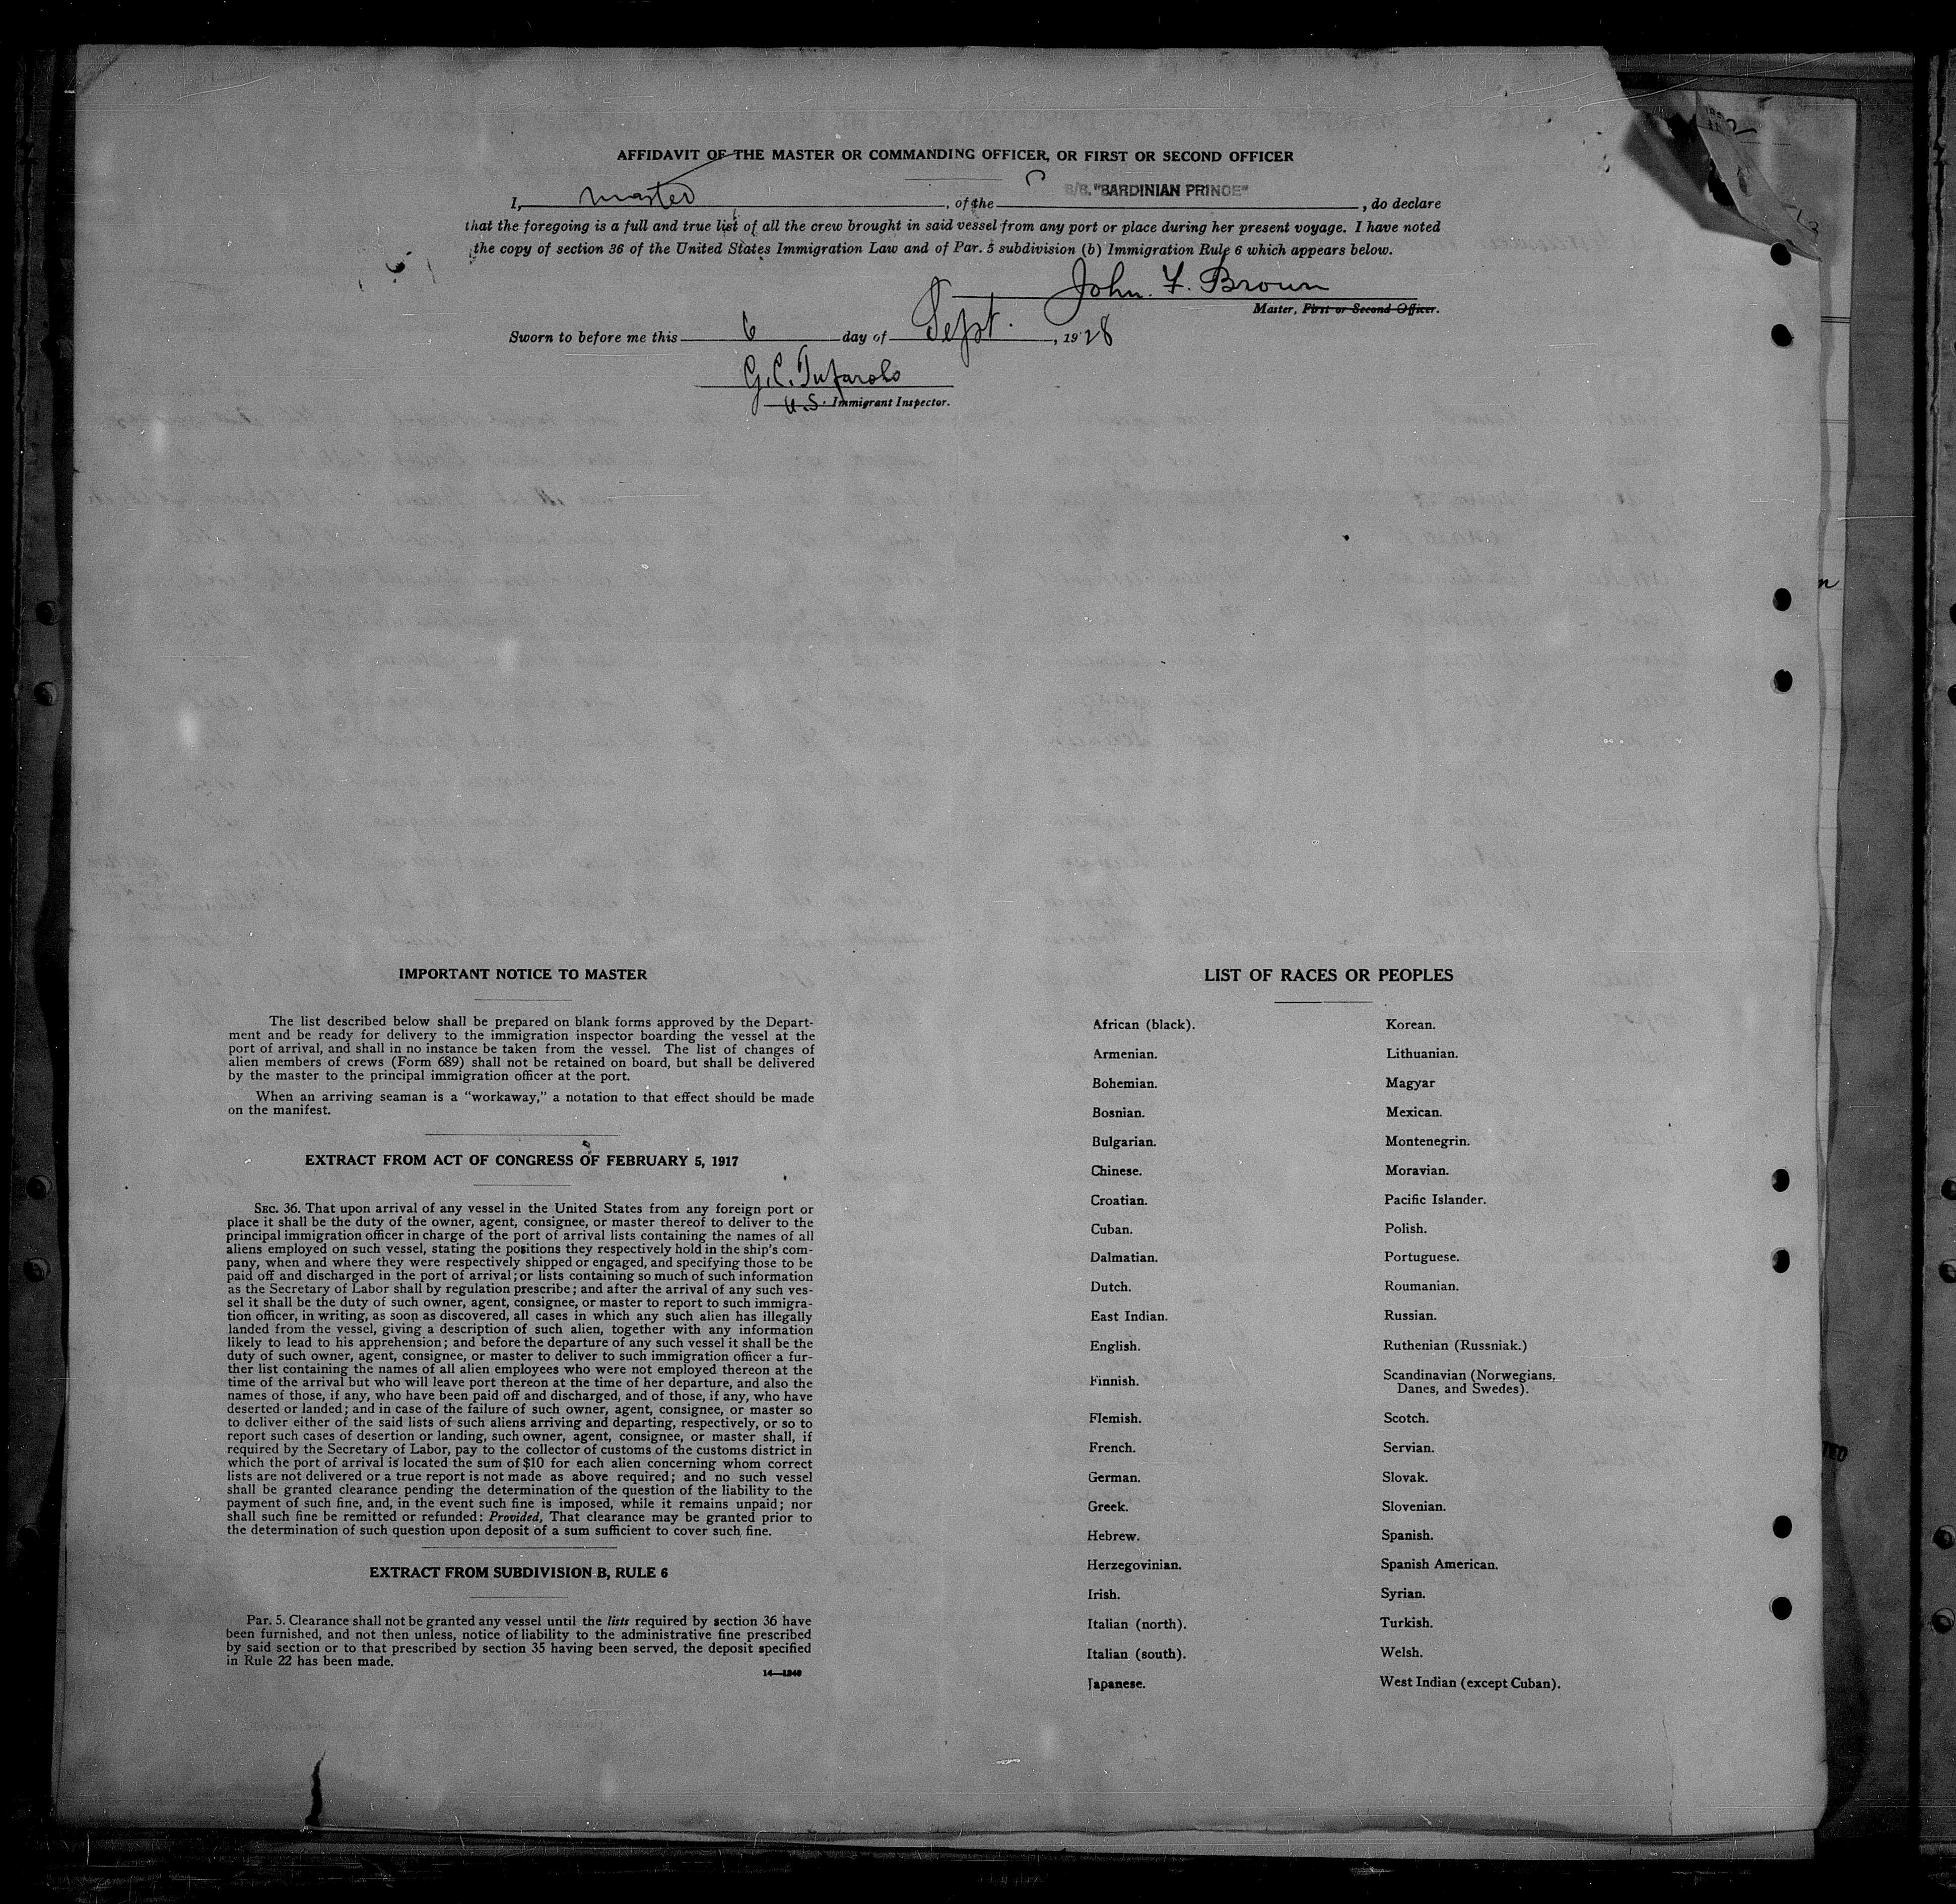 AFFIDAVIT OF THE MASTER OR COMMANDING OFFICER, OR FIRST OR SECOND OFFICER
I, master, of the S/S. "SARDINIAN PRINCE", do declare
that the foregoing is a full and true list of all the crew brought in said vessel from any port or place during her present voyage. I have noted
the copy of section 36 of the United States Immigration Law and of Par. 5 subdivision (b) Immigration Rule 6 which appears below.
John. F. Brown
Master, First or Second Officer.
Sworn to before me this 6 day of Sept. , 1928
G.C. Tufarolo
U.S. Immigrant Inspector.
IMPORTANT NOTICE TO MASTER
The list described below shall be prepared on blank forms approved by the Depart-
ment and be ready for delivery to the immigration inspector boarding the vessel at the
port of arrival, and shall in no instance be taken from the vessel. The list of changes of
alien members of crews (Form 689) shall not be retained on board, but shall be delivered
by the master to the principal immigration officer at the port.
When an arriving seaman is a "workaway," a notation to that effect should be made
on the manifest.
EXTRACT FROM ACT OF CONGRESS OF FEBRUARY 5, 1917
SEC. 36. That upon arrival of any vessel in the United States from any foreign port or
place it shall be the duty of the owner, agent, consignee, or master thereof to deliver to the
principal immigration officer in charge of the port of arrival lists containing the names of all
aliens employed on such vessel, stating the positions they respectively hold in the ship's com-
pany, when and where they were respectively shipped or engaged, and specifying those to be
paid off and discharged in the port of arrival; or lists containing so much of such information
as the Secretary of Labor shall by regulation prescribe; and after the arrival of any such ves-
sel it shall be the duty of such owner, agent, consignee, or master to report to such immigra-
tion officer, in writing, as soon as discovered, all cases in which any such alien has illegally
landed from the vessel, giving a description of such alien, together with any information
likely to lead to his apprehension; and before the departure of any such vessel it shall be the
duty of such owner, agent, consignee, or master to deliver to such immigration officer a fur-
ther list containing the names of all alien employees who were not employed thereon at the
time of the arrival but who will leave port thereon at the time of her departure, and also the
names of those, if any, who have been paid off and discharged, and of those, if any, who have
deserted or landed; and in case of the failure of such owner, agent, consignee, or master so
to deliver either of the said lists of such aliens arriving and departing, respectively, or so to
report such cases of desertion or landing, such owner, agent, consignee, or master shall, if
required by the Secretary of Labor, pay to the collector of customs of the customs district in
which the port of arrival is located the sum of $10 for each alien concerning whom correct
lists are not delivered or a true report is not made as above required; and no such vessel
shall be granted clearance pending the determination of the question of the liability to the
payment of such fine, and, in the event such fine is imposed, while it remains unpaid; nor
shall such fine be remitted or refunded: Provided, That clearance may be granted prior to
the determination of such question upon deposit of a sum sufficient to cover such fine.
EXTRACT FROM SUBDIVISION B, RULE 6
Par. 5. Clearance shall not be granted any vessel until the lists required by section 36 have
been furnished, and not then unless, notice of liability to the administrative fine prescribed
by said section or to that prescribed by section 35 having been served, the deposit specified
in Rule 22 has been made.
14—1240
LIST OF RACES OR PEOPLES
African (black).
Armenian.
Bohemian.
Bosnian.
Bulgarian.
Chinese.
Croatian.
Cuban.
Dalmatian.
Dutch.
East Indian.
English.
Finnish.
Flemish.
French.
German.
Greek.
Hebrew.
Herzegovinian.
Irish.
Italian (north).
Italian (south).
Japanese.
Korean.
Lithuanian.
Magyar
Mexican.
Montenegrin.
Moravian.
Pacific Islander.
Polish.
Portuguese.
Roumanian.
Russian.
Ruthenian (Russniak.)
Scandinavian (Norwegians,
Danes, and Swedes).
Scotch.
Servian.
Slovak.
Slovenian.
Spanish.
Spanish American.
Syrian.
Turkish.
Welsh.
West Indian (except Cuban).